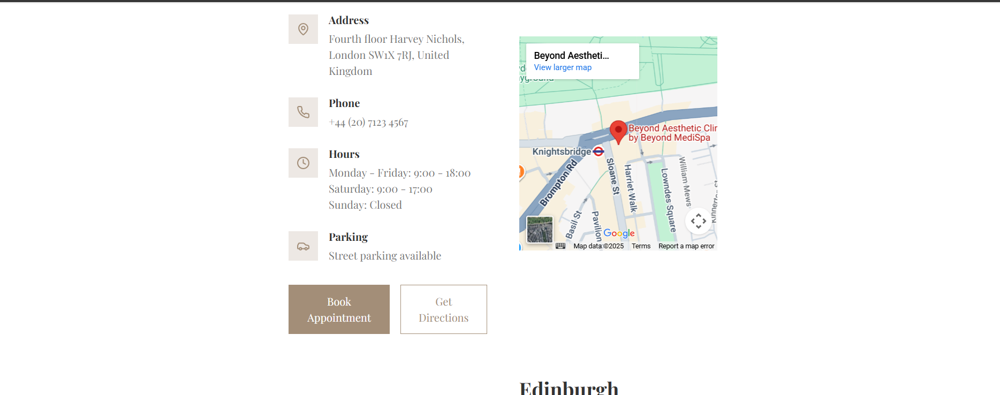 Address
Fourth floor Harvey Nichols,
London SW1X 7RJ, United
Kingdom
Phone
+44 (20) 7123 4567
Hours
Monday - Friday: 9:00 - 18:00
Saturday: 9:00 - 17:00
Sunday: Closed
Parking
Street parking available
Book
Appointment
Get
Directions
Beyond Aestheti...
View larger map
Beyond Aesthetic Clin
by Beyond MediSpa
Knightsbridge
Brompton Rd
Sloane St
Harriet Walk
Lowndes Square
William Mews
Basil St
Pavilion
Google
Map data ©2025
Terms
Report a map error
Edinburgh